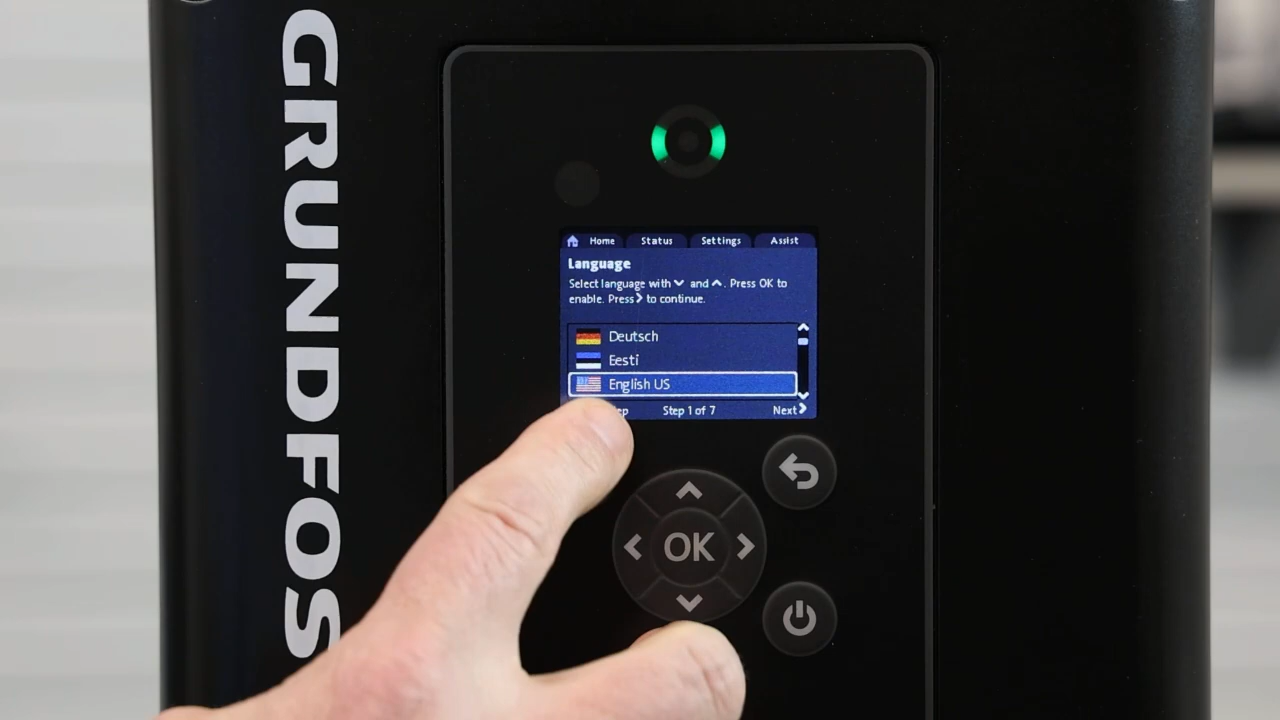 GRUNDFOS
Home Status Settings Assist
Language
Select language with and . Press OK to
enable. Press to continue.
Deutsch
Eesti
English US
Step 1 of 7 Next
OK